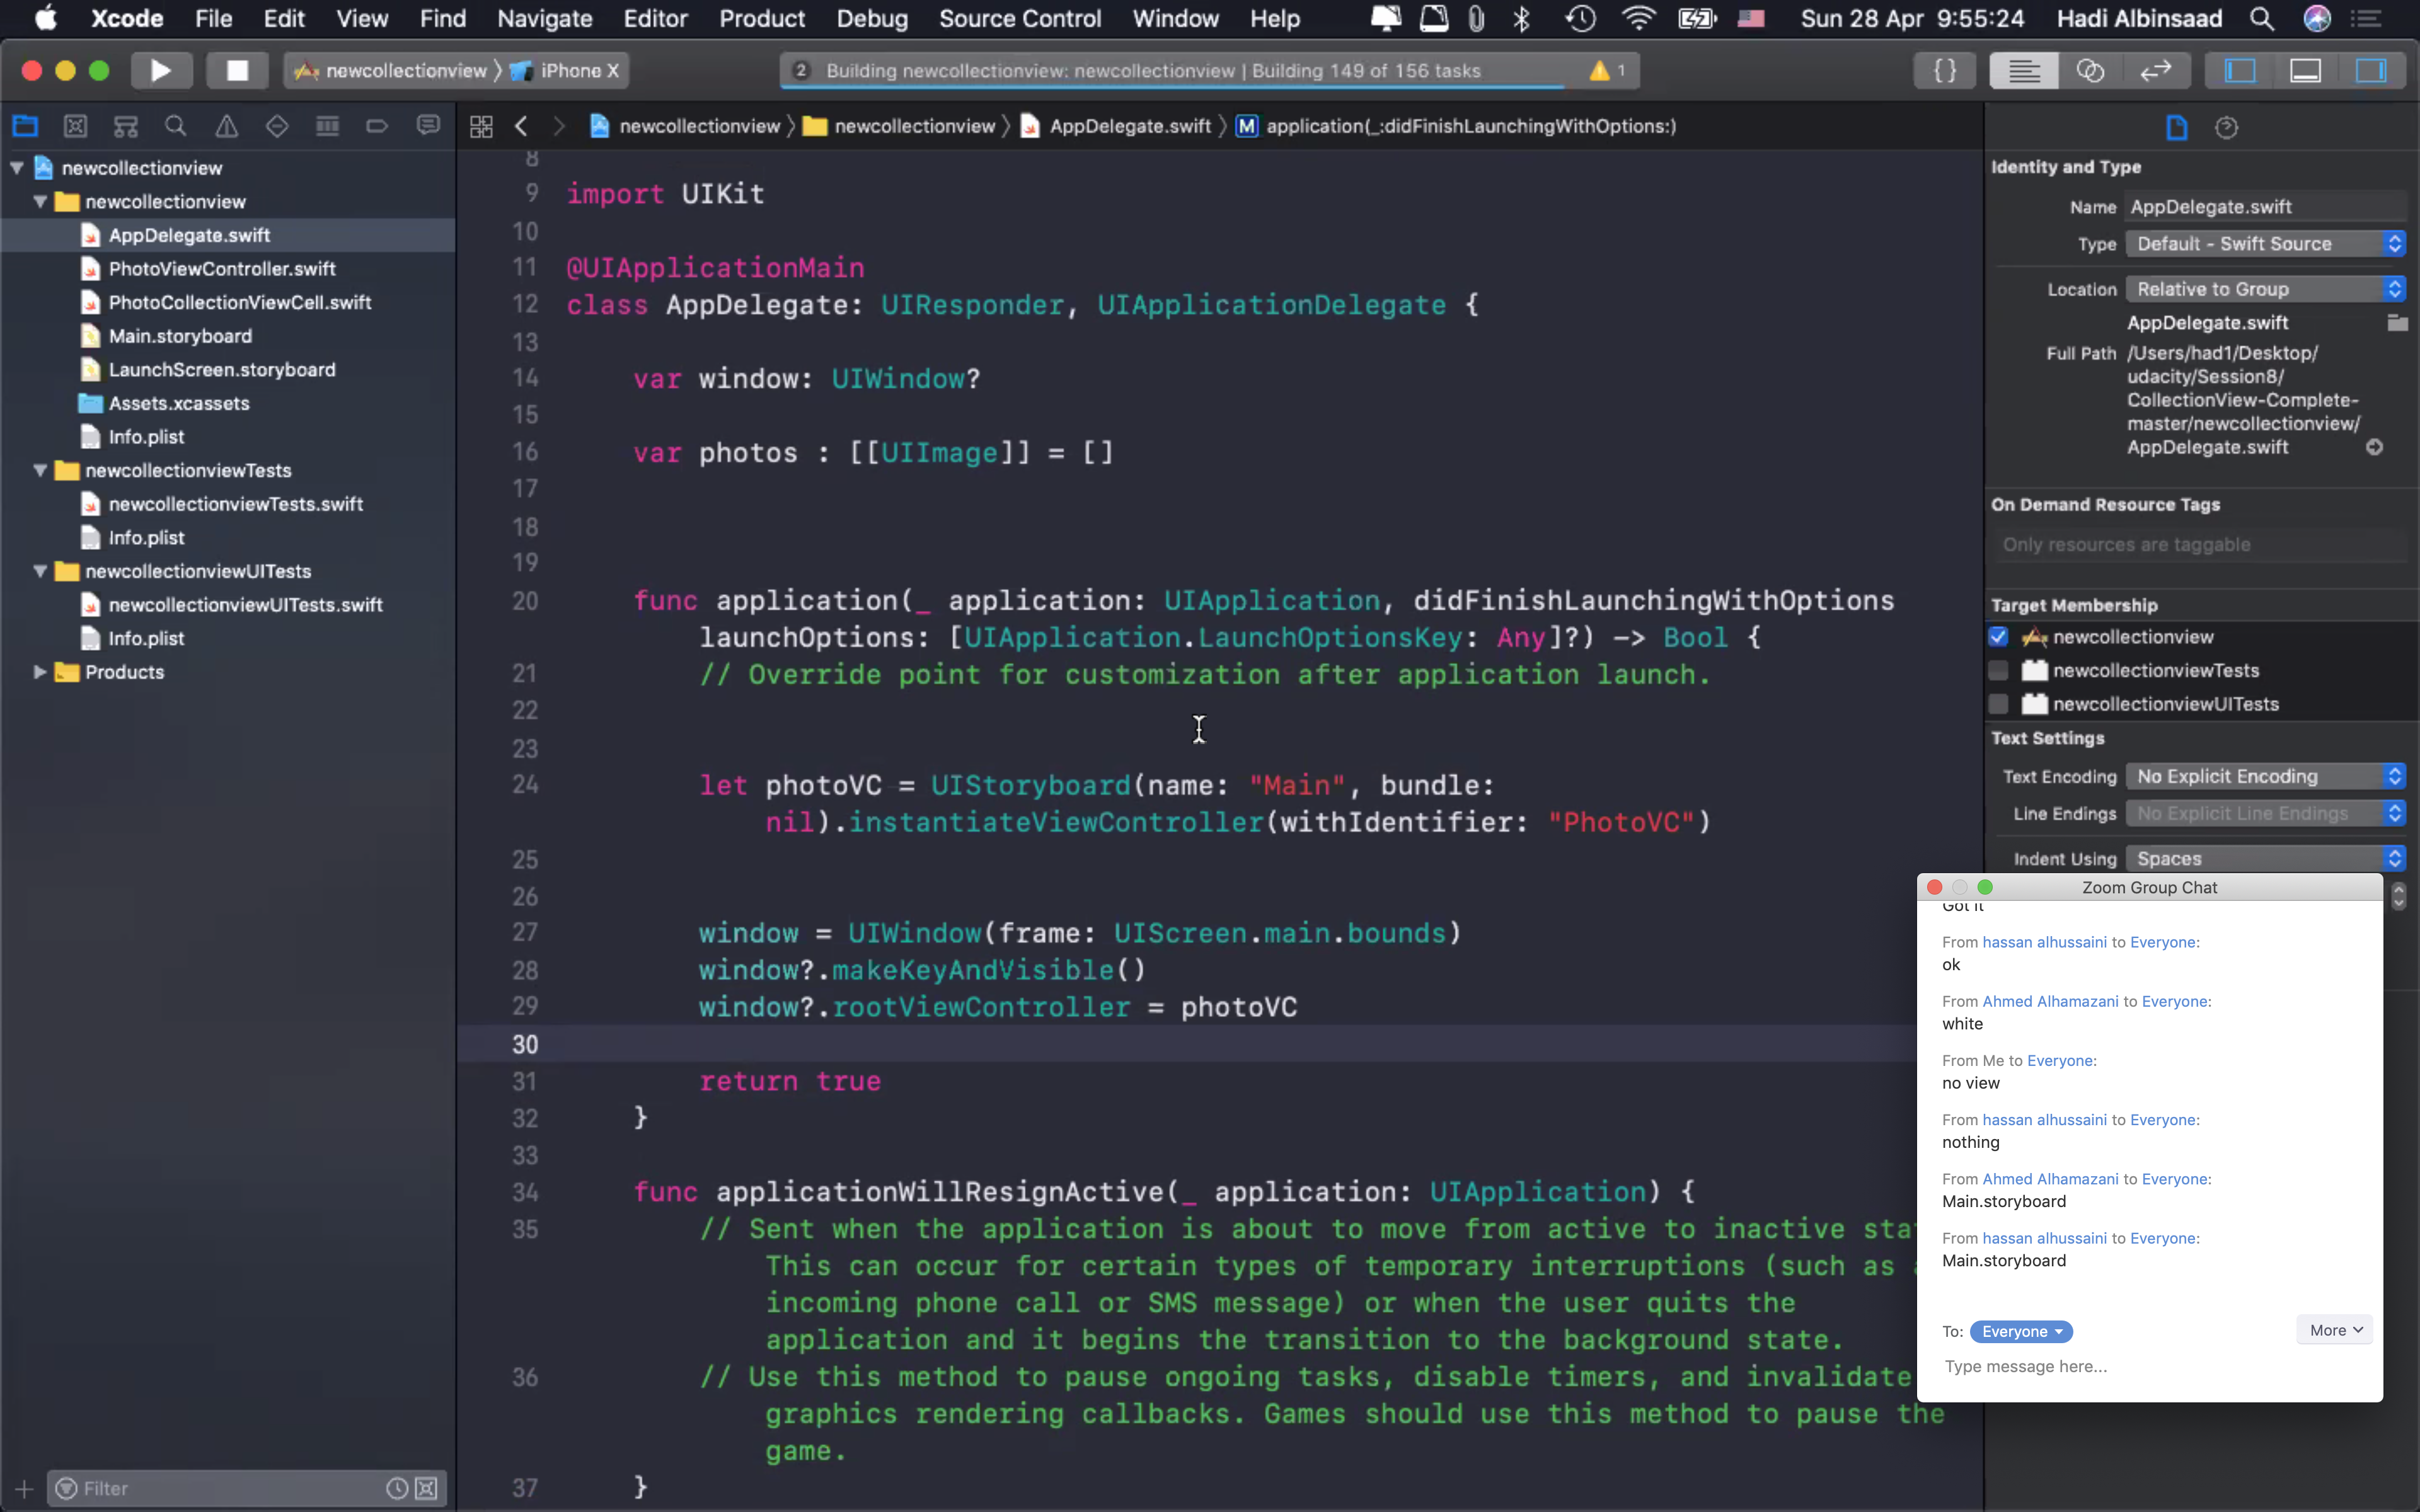 Xcode File Edit View Find Navigate Editor Product Debug Source Control Window Help Sun 28 Apr 9:55:24 Hadi Albinsaad
newcollectionview 〉 iPhone X
2 Building newcollectionview: newcollectionview | Building 149 of 156 tasks 1
{ }
newcollectionview 〉 newcollectionview 〉 AppDelegate.swift 〉 M application(_:didFinishLaunchingWithOptions:)
newcollectionview
newcollectionview
AppDelegate.swift
PhotoViewController.swift
PhotoCollectionViewCell.swift
Main.storyboard
LaunchScreen.storyboard
Assets.xcassets
Info.plist
newcollectionviewTests
newcollectionviewTests.swift
Info.plist
newcollectionviewUITests
newcollectionviewUITests.swift
Info.plist
Products
Filter
8
9 import UIKit
10
11 @UIApplicationMain
12 class AppDelegate: UIResponder, UIApplicationDelegate {
13
14 var window: UIWindow?
15
16 var photos : [[UIImage]] = []
17
18
19
20 func application(_ application: UIApplication, didFinishLaunchingWithOptions
launchOptions: [UIApplication.LaunchOptionsKey: Any]?) -> Bool {
21 // Override point for customization after application launch.
22
23
24 let photoVC = UIStoryboard(name: "Main", bundle:
nil).instantiateViewController(withIdentifier: "PhotoVC")
25
26
27 window = UIWindow(frame: UIScreen.main.bounds)
28 window?.makeKeyAndVisible()
29 window?.rootViewController = photoVC
30
31 return true
32 }
33
34 func applicationWillResignActive(_ application: UIApplication) {
35 // Sent when the application is about to move from active to inactive sta
This can occur for certain types of temporary interruptions (such as
incoming phone call or SMS message) or when the user quits the
application and it begins the transition to the background state.
36 // Use this method to pause ongoing tasks, disable timers, and invalidate
graphics rendering callbacks. Games should use this method to pause the
game.
37 }
Identity and Type
Name AppDelegate.swift
Type Default - Swift Source
Location Relative to Group
AppDelegate.swift
Full Path /Users/had1/Desktop/
udacity/Session8/
CollectionView-Complete-
master/newcollectionview/
AppDelegate.swift
On Demand Resource Tags
Only resources are taggable
Target Membership
newcollectionview
newcollectionviewTests
newcollectionviewUITests
Text Settings
Text Encoding No Explicit Encoding
Line Endings No Explicit Line Endings
Indent Using Spaces
Zoom Group Chat
Got it
From hassan alhussaini to Everyone:
ok
From Ahmed Alhamazani to Everyone:
white
From Me to Everyone:
no view
From hassan alhussaini to Everyone:
nothing
From Ahmed Alhamazani to Everyone:
Main.storyboard
From hassan alhussaini to Everyone:
Main.storyboard
To: Everyone
More
Type message here...